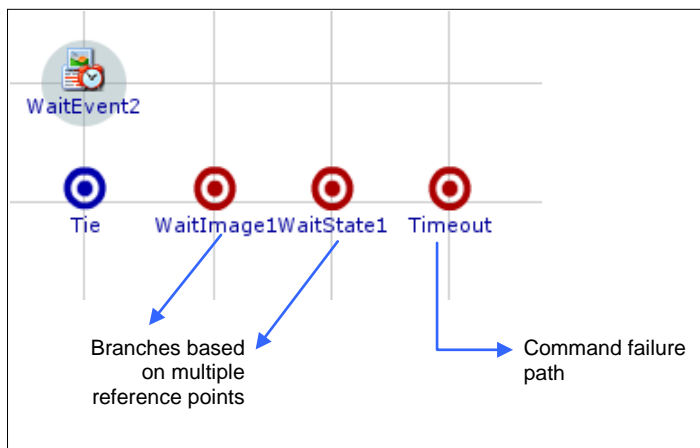 WaitEvent2
Tie
WaitImage1
WaitState1
Timeout
Branches based
on multiple
reference points
Command failure
path